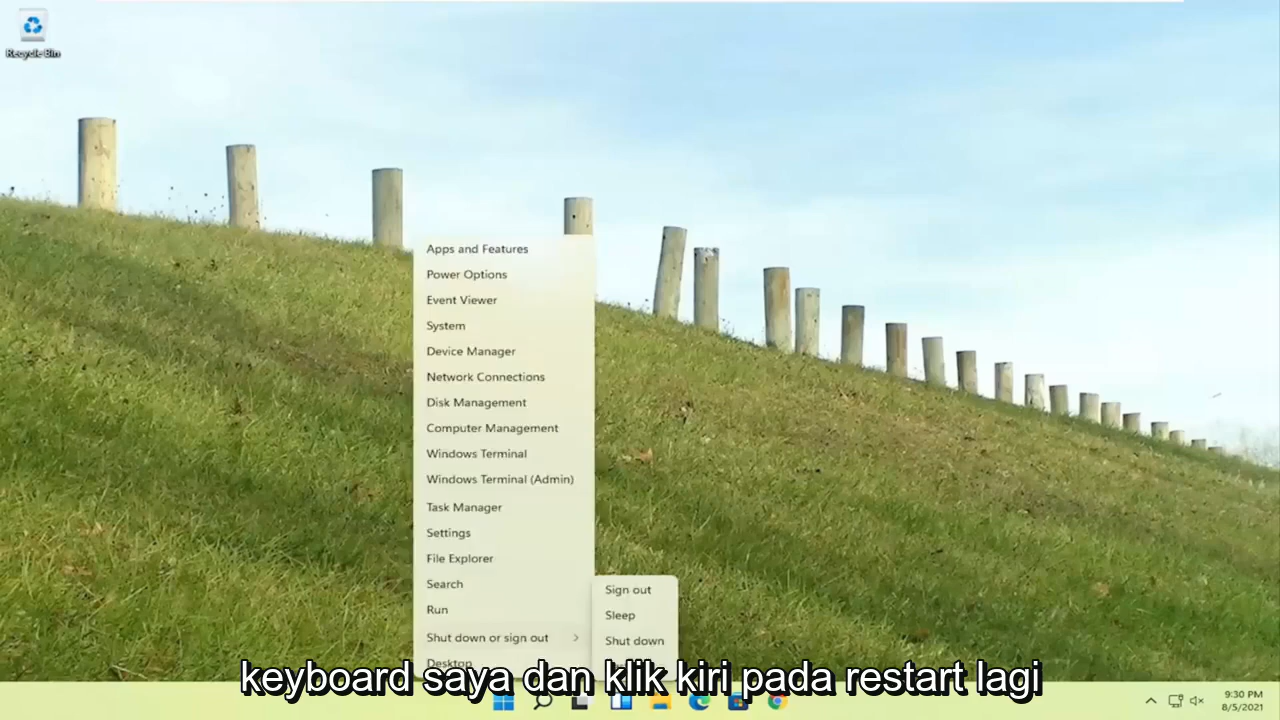 Recycle Bin
Apps and Features
Power Options
Event Viewer
System
Device Manager
Network Connections
Disk Management
Computer Management
Windows Terminal
Windows Terminal (Admin)
Task Manager
Settings
File Explorer
Search
Run
Shut down or sign out
Desktop
Sign out
Sleep
Shut down
keyboard saya dan klik kiri pada restart lagi
9:30 PM
8/5/2021